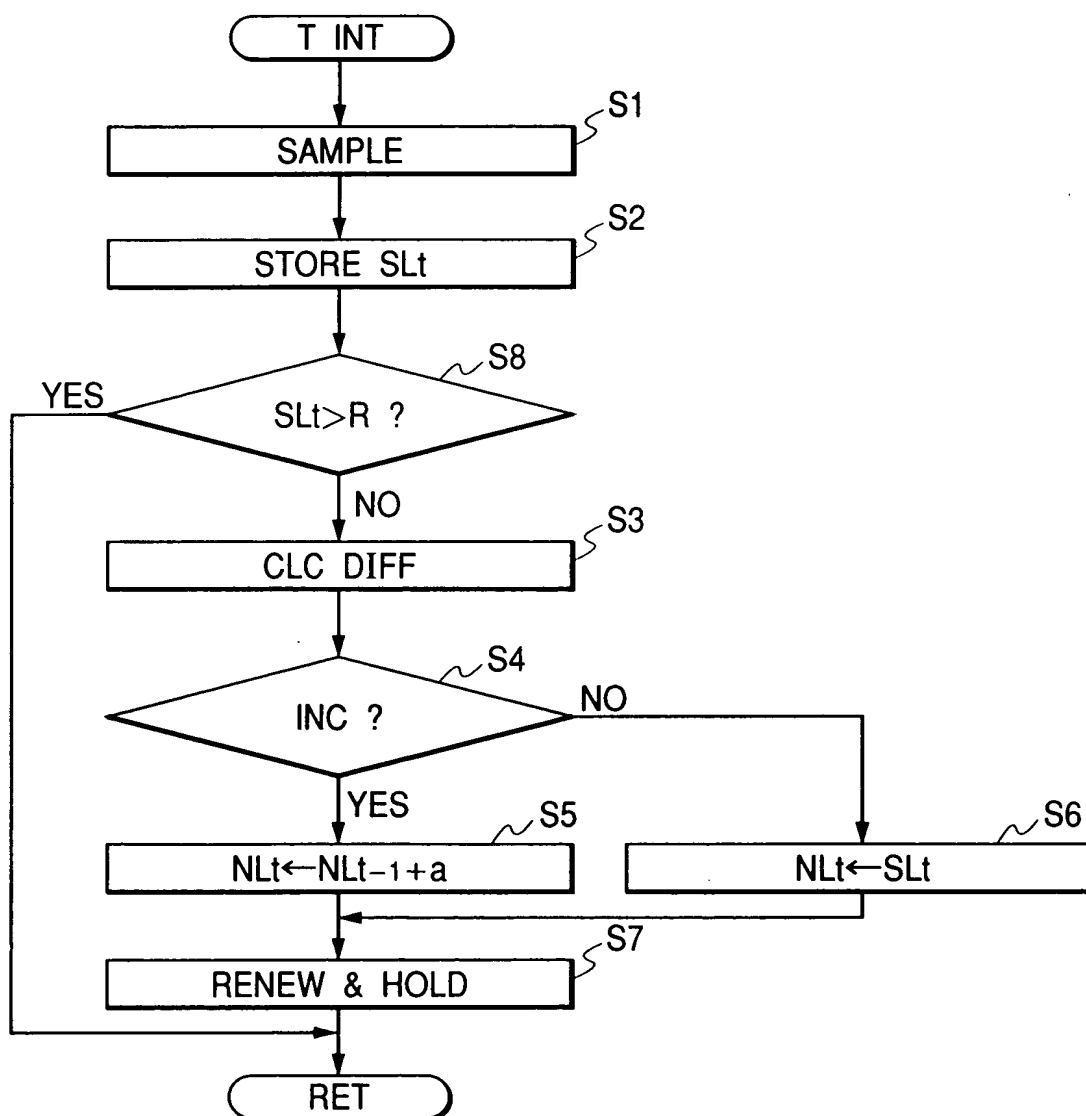 T INT
S1
SAMPLE
S2
STORE SLt
S8
YES
SLt>R ?
NO
S3
CLC DIFF
S4
NO
INC ?
YES
S5
S6
NLt←NLt-1+a
NLt←SLt
S7
RENEW & HOLD
RET